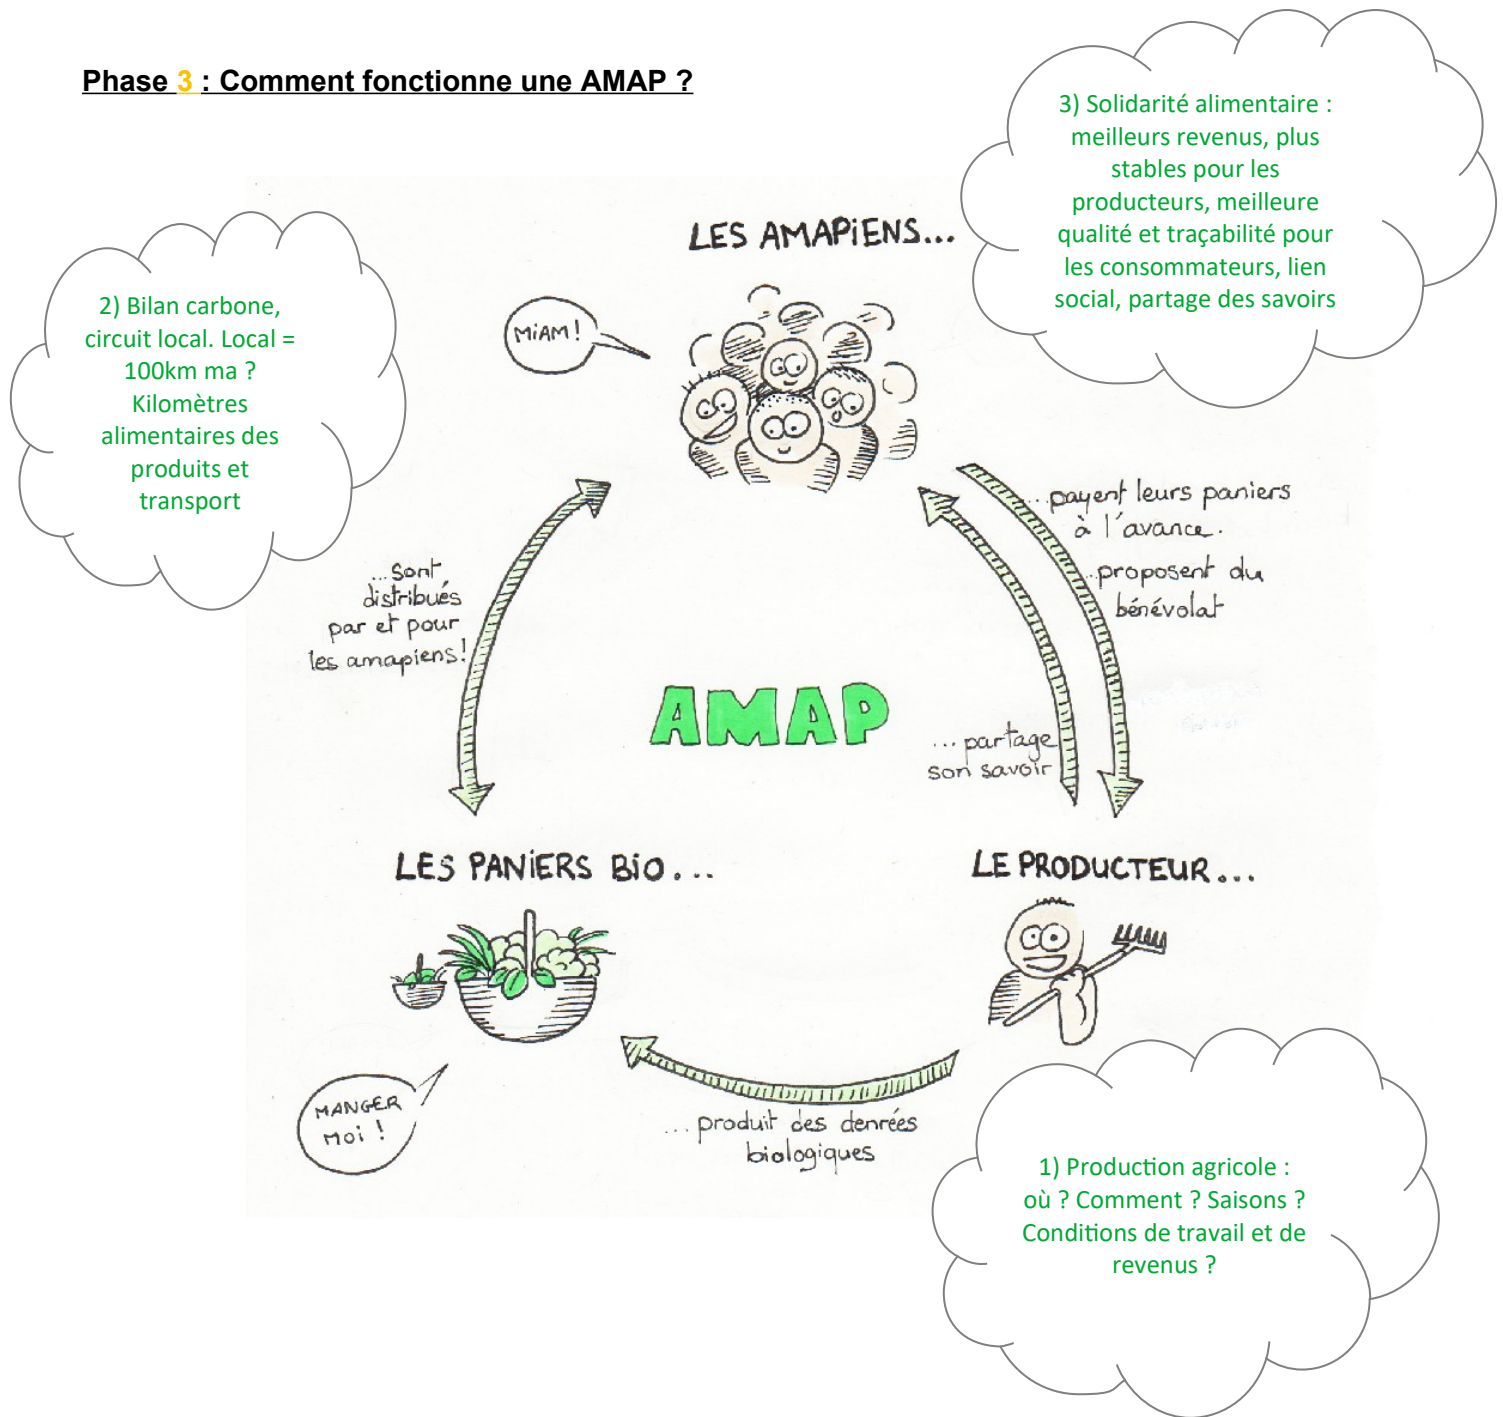 Phase 3 : Comment fonctionne une AMAP ?
3) Solidarité alimentaire :
meilleurs revenus, plus
stables pour les
producteurs, meilleure
qualité et traçabilité pour
les consommateurs, lien
social, partage des savoirs
LES AMAPiENS...
MiAM !
2) Bilan carbone,
circuit local. Local =
100km ma ?
Kilomètres
alimentaires des
produits et
transport
...payent leurs paniers
à l'avance.
...proposent du
bénévolat
...sont
distribués
par et pour
les amapiens!
AMAP
... partage
son savoir
LES PANiERS BiO...
LE PRODUCTEUR...
MANGER
MOi !
...produit des denrées
biologiques
1) Production agricole :
où ? Comment ? Saisons ?
Conditions de travail et de
revenus ?